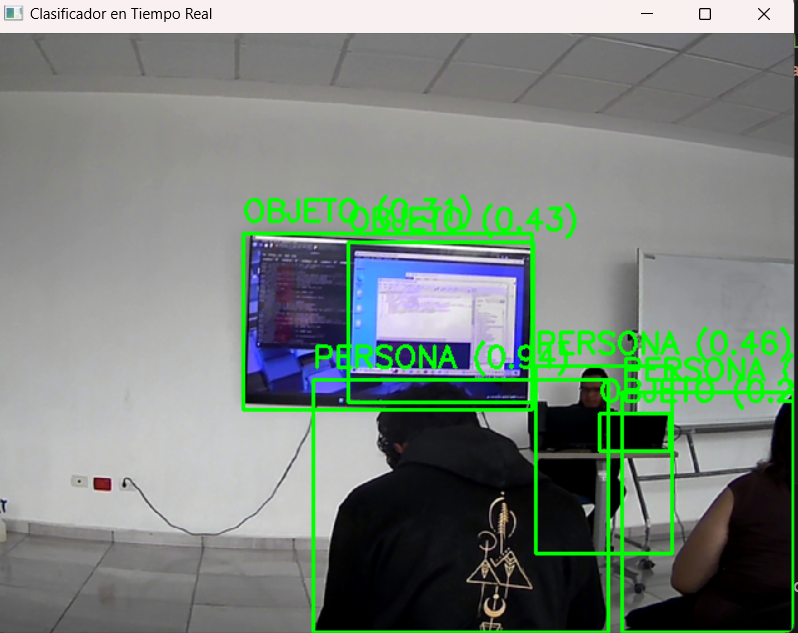 Clasificador en Tiempo Real
OBJETO (0.71)
OBJETO (0.43)
PERSONA (0.94)
PERSONA (0.46)
PERSONA (
OBJETO (0.2